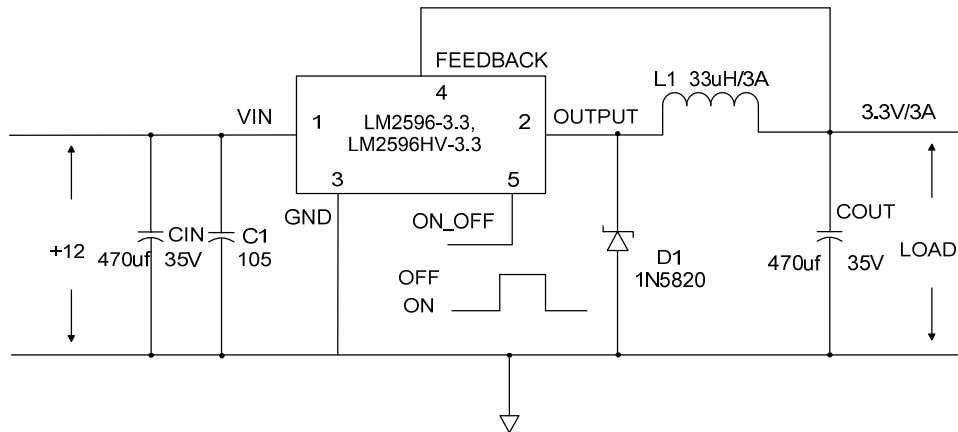 FEEDBACK
L1 33uH/3A
VIN
1
4
LM2596-3.3,
LM2596HV-3.3
2
OUTPUT
3.3V/3A
3
5
GND
ON_OFF
+12
CIN
470uf 35V
C1
105
OFF
ON
D1
1N5820
COUT
470uf 35V
LOAD